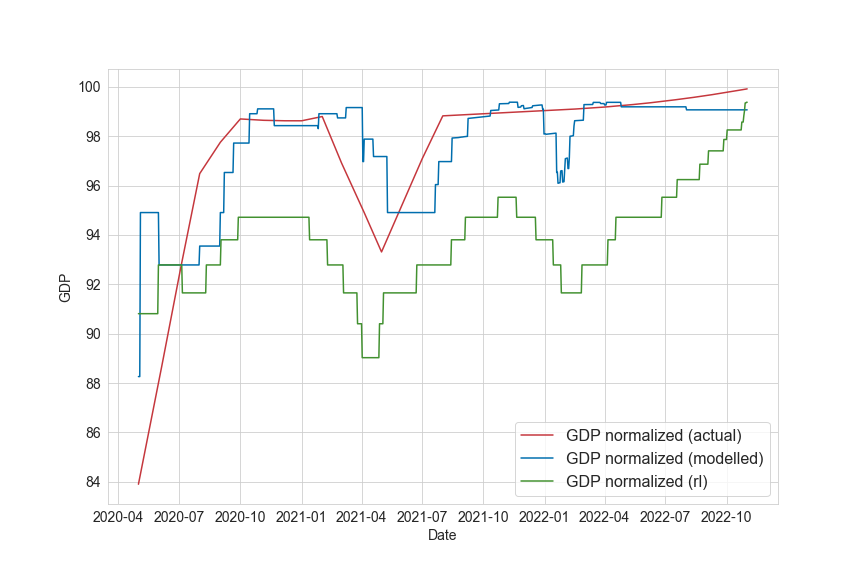 GDP
100
98
96
94
92
90
88
86
84
GDP normalized (actual)
GDP normalized (modelled)
GDP normalized (rl)
2020-04 2020-07 2020-10 2021-01 2021-04 2021-07 2021-10 2022-01 2022-04 2022-07 2022-10
Date